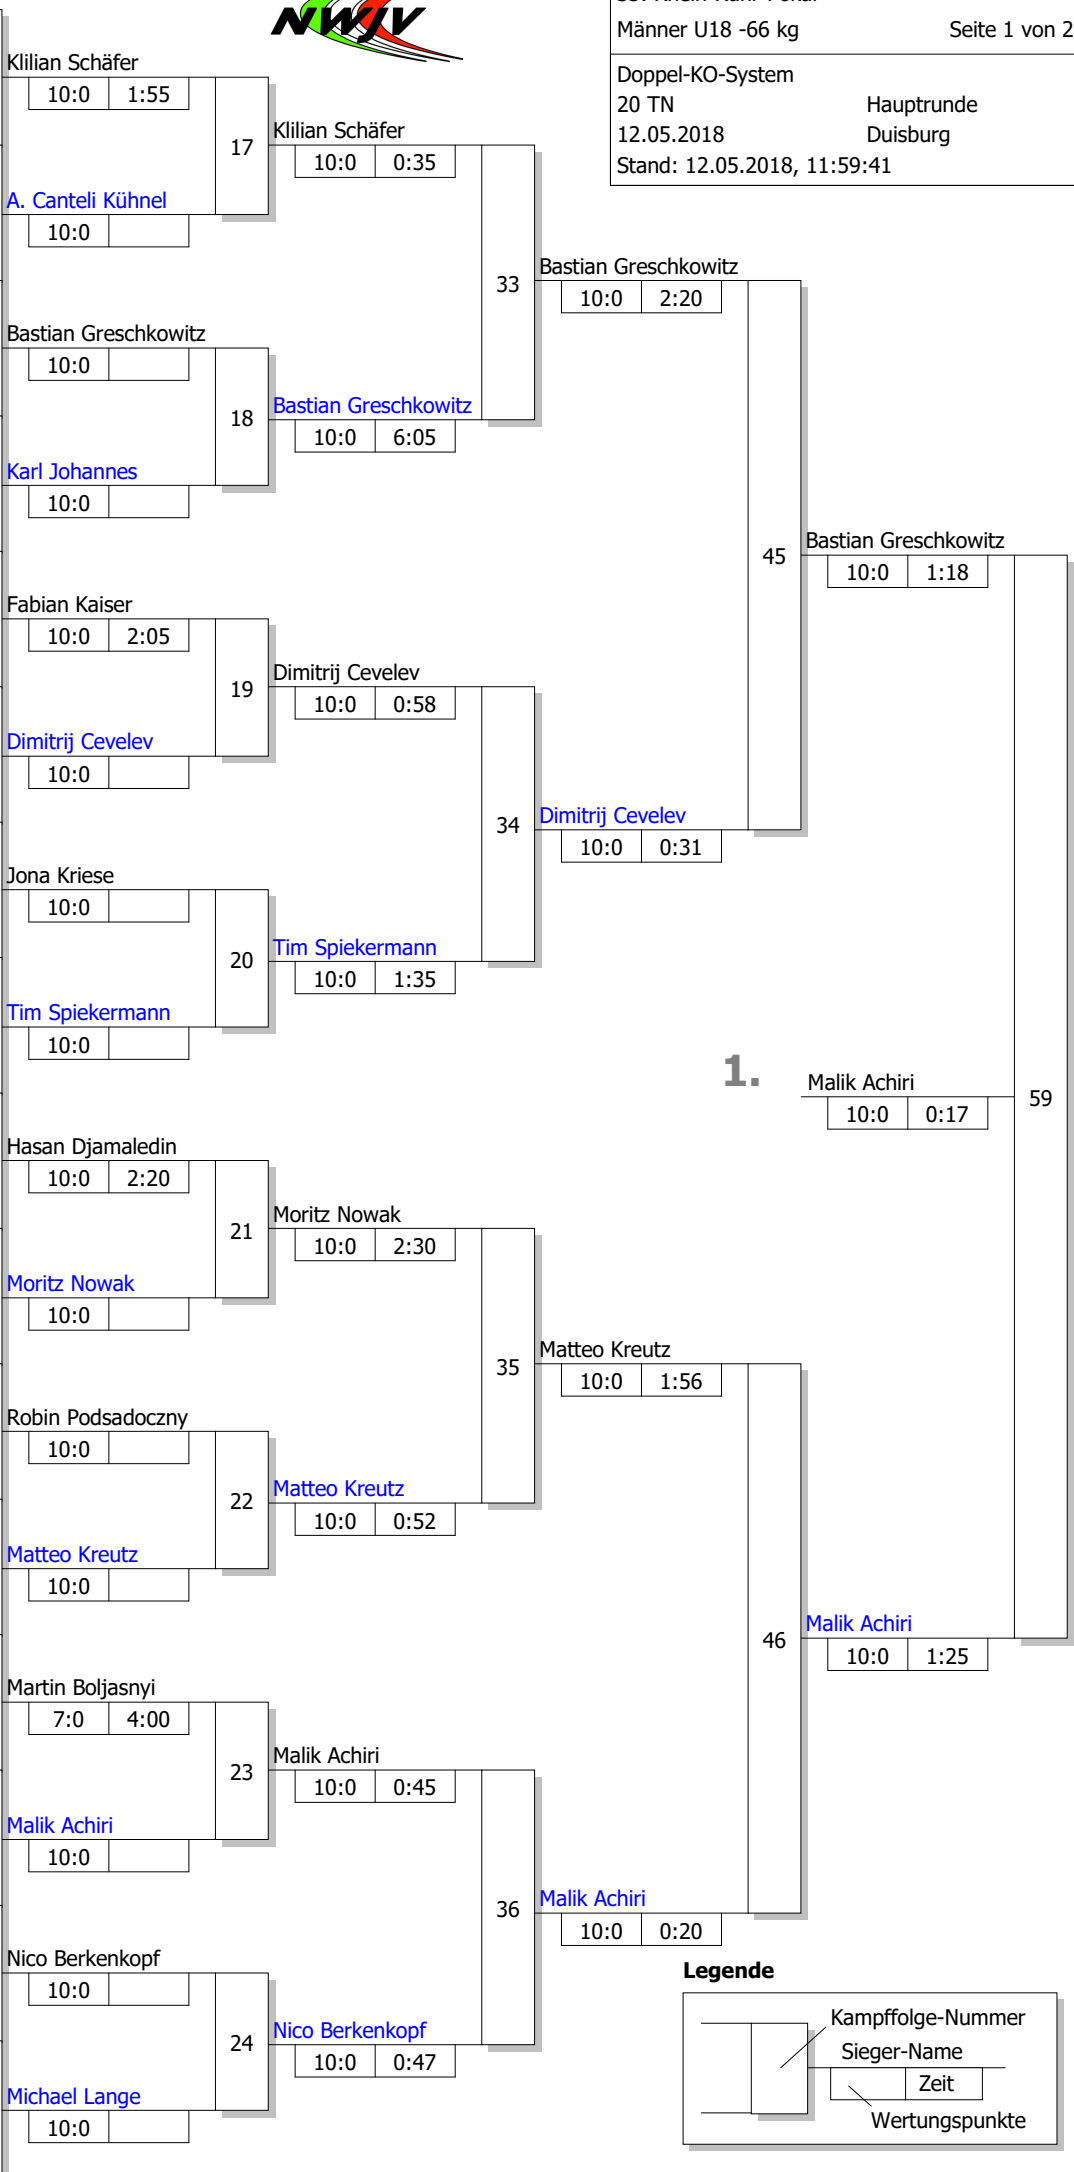 NWJV
Männer U18 -66 kg Seite 1 von 2
Doppel-KO-System
20 TN Hauptrunde
12.05.2018 Duisburg
Stand: 12.05.2018, 11:59:41
Klilian Schäfer
10:0 1:55
17
Klilian Schäfer
10:0 0:35
A. Canteli Kühnel
10:0
33
Bastian Greschkowitz
10:0 2:20
Bastian Greschkowitz
10:0
18
Bastian Greschkowitz
10:0 6:05
Karl Johannes
10:0
45
Bastian Greschkowitz
10:0 1:18
Fabian Kaiser
10:0 2:05
19
Dimitrij Cevelev
10:0 0:58
Dimitrij Cevelev
10:0
34
Dimitrij Cevelev
10:0 0:31
Jona Kriese
10:0
20
Tim Spiekermann
10:0 1:35
Tim Spiekermann
10:0
1.
Malik Achiri
10:0 0:17
59
Hasan Djamaledin
10:0 2:20
21
Moritz Nowak
10:0 2:30
Moritz Nowak
10:0
35
Matteo Kreutz
10:0 1:56
Robin Podsadoczny
10:0
22
Matteo Kreutz
10:0 0:52
Matteo Kreutz
10:0
46
Malik Achiri
10:0 1:25
Martin Boljasnyi
7:0 4:00
23
Malik Achiri
10:0 0:45
Malik Achiri
10:0
36
Malik Achiri
10:0 0:20
Nico Berkenkopf
10:0
24
Nico Berkenkopf
10:0 0:47
Michael Lange
10:0
Legende
Kampffolge-Nummer
Sieger-Name
Zeit
Wertungspunkte